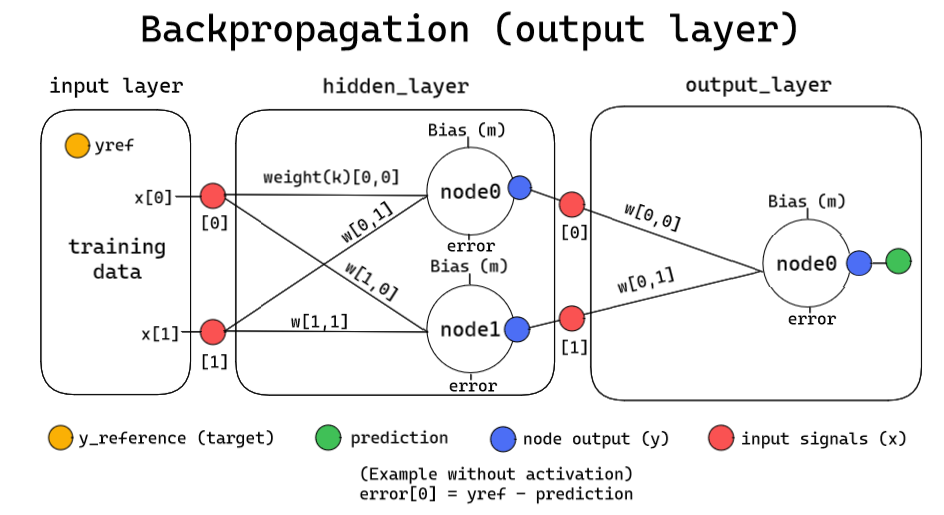 Backpropagation (output layer)
input layer
hidden_layer
output_layer
yref
x[0]
training
data
x[1]
[0]
[1]
weight(k)[0,0]
w[0,1]
w[1,0]
w[1,1]
Bias (m)
node0
error
Bias (m)
node1
error
[0]
[1]
w[0,0]
w[0,1]
Bias (m)
node0
error
y_reference (target)
prediction
node output (y)
input signals (x)
(Example without activation)
error[0] = yref - prediction